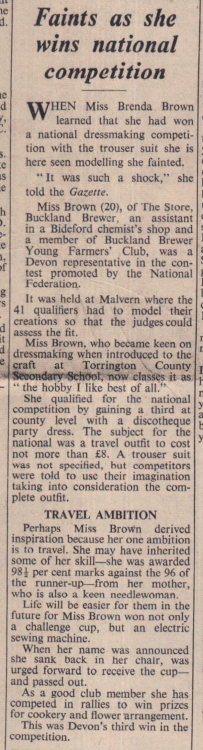 Faints as she
wins national
competition
WHEN Miss Brenda Brown
learned that she had won
a national dressmaking competi-
tion with the trouser suit she is
here seen modelling she fainted.
"It was such a shock," she
told the Gazette.
Miss Brown (20), of The Store,
Buckland Brewer, an assistant
in a Bideford chemist's shop and
a member of Buckland Brewer
Young Farmers' Club, was a
Devon representative in the con-
test promoted by the National
Federation.
It was held at Malvern where the
41 qualifiers had to model their
creations so that the judges could
assess the fit.
Miss Brown, who became keen on
dressmaking when introduced to the
craft at Torrington County
Secondary School, now classes it as
"the hobby I like best of all."
She qualified for the national
competition by gaining a third at
county level with a discotheque
party dress. The subject for the
national was a travel outfit to cost
not more than £8. A trouser suit
was not specified, but competitors
were told to use their imagination
taking into consideration the com-
plete outfit.
TRAVEL AMBITION
Perhaps Miss Brown derived
inspiration because her one ambition
is to travel. She may have inherited
some of her skill—she was awarded
98½ per cent marks against the 96 of
the runner-up—from her mother,
who is also a keen needlewoman.
Life will be easier for them in the
future for Miss Brown won not only
a challenge cup, but an electric
sewing machine.
When her name was announced
she sank back in her chair, was
urged forward to receive the cup—
and passed out.
As a good club member she has
competed in rallies to win prizes
for cookery and flower arrangement.
This was Devon's third win in the
competition.